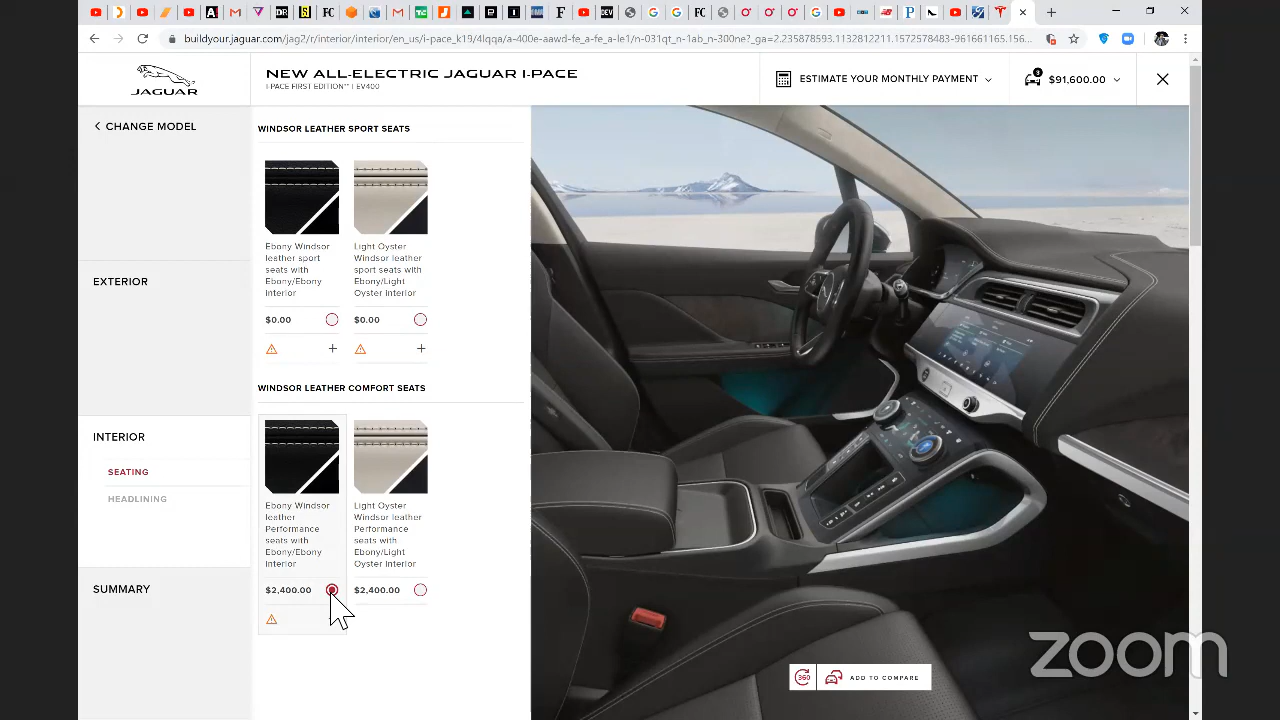 buildyour.jaguar.com/jag2/r/interior/interior/en_us/i-pace_k19/4lqqa/a-400e-aawd-fe_a-fe_a-le1/n-031qt_n-1ab_n-300ne?_ga=2.235878593.1132812211.1572578483-961661165.156...
JAGUAR
NEW ALL-ELECTRIC JAGUAR I-PACE
I-PACE FIRST EDITION** | EV400
ESTIMATE YOUR MONTHLY PAYMENT
$91,600.00
CHANGE MODEL
EXTERIOR
INTERIOR
SEATING
HEADLINING
SUMMARY
WINDSOR LEATHER SPORT SEATS
Ebony Windsor
leather sport
seats with
Ebony/Ebony
Interior
$0.00
Light Oyster
Windsor leather
sport seats with
Ebony/Light
Oyster Interior
$0.00
WINDSOR LEATHER COMFORT SEATS
Ebony Windsor
leather
Performance
seats with
Ebony/Ebony
Interior
$2,400.00
Light Oyster
Windsor leather
Performance
seats with
Ebony/Light
Oyster Interior
$2,400.00
360
ADD TO COMPARE
zoom